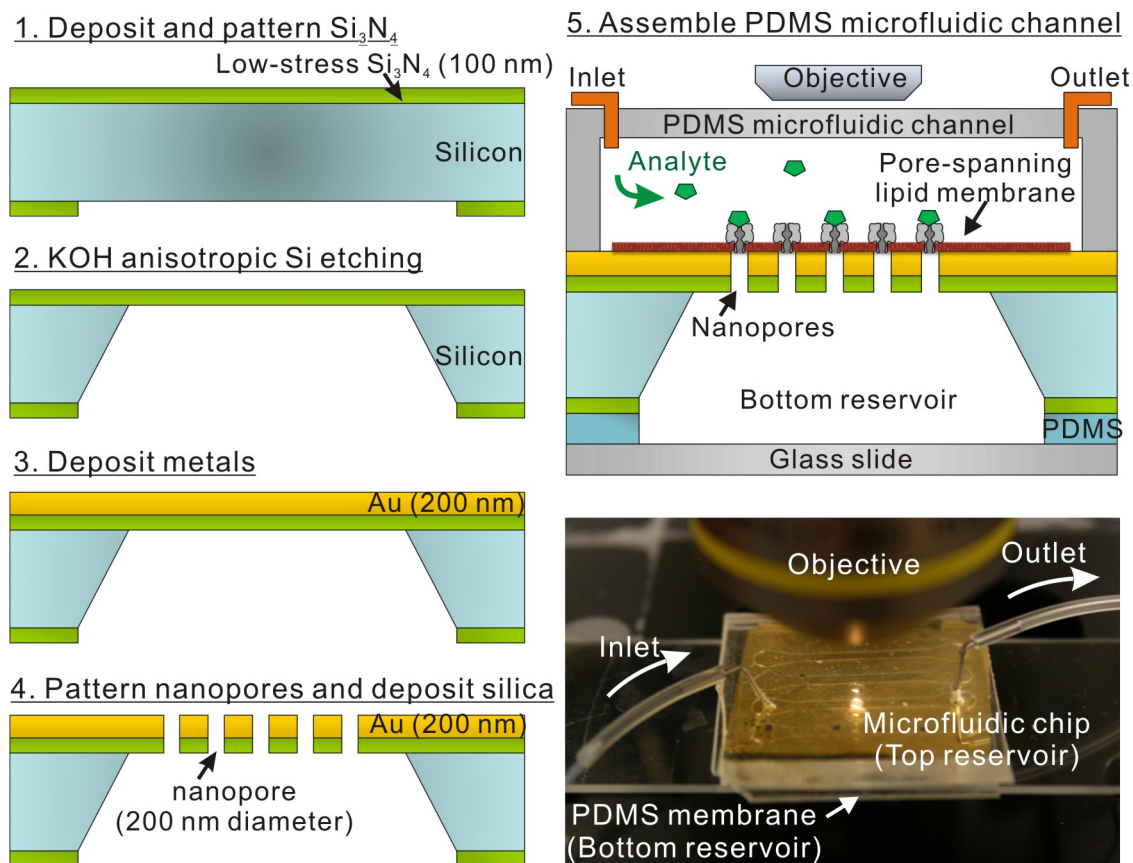 1. Deposit and pattern Si₃N₄
Low-stress Si₃N₄ (100 nm)
Silicon
2. KOH anisotropic Si etching
Silicon
3. Deposit metals
Au (200 nm)
4. Pattern nanopores and deposit silica
Au (200 nm)
nanopore
(200 nm diameter)
5. Assemble PDMS microfluidic channel
Inlet
Objective
Outlet
PDMS microfluidic channel
Analyte
Pore-spanning
lipid membrane
Nanopores
Bottom reservoir
PDMS
Glass slide
Objective
Outlet
Inlet
Microfluidic chip
(Top reservoir)
PDMS membrane
(Bottom reservoir)